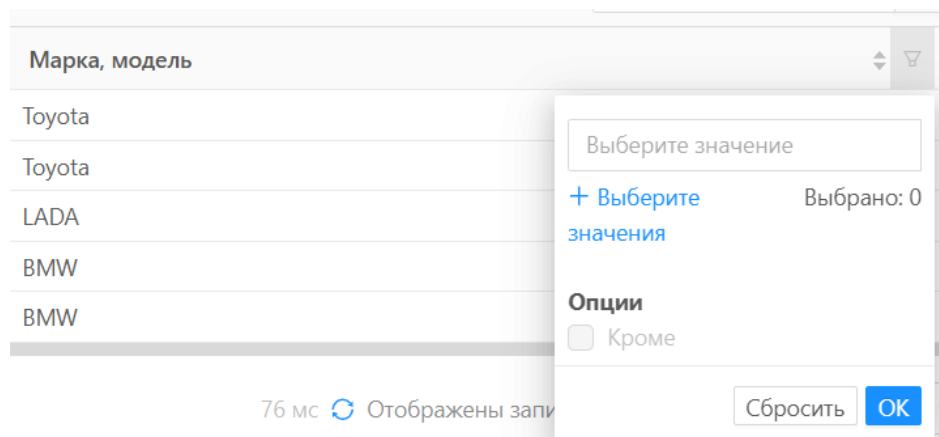 Марка, модель
Toyota
Toyota
LADA
BMW
BMW
Выберите значение
+ Выберите значения
Выбрано: 0
Опции
Кроме
Сбросить
OK
76 мс
Отображены